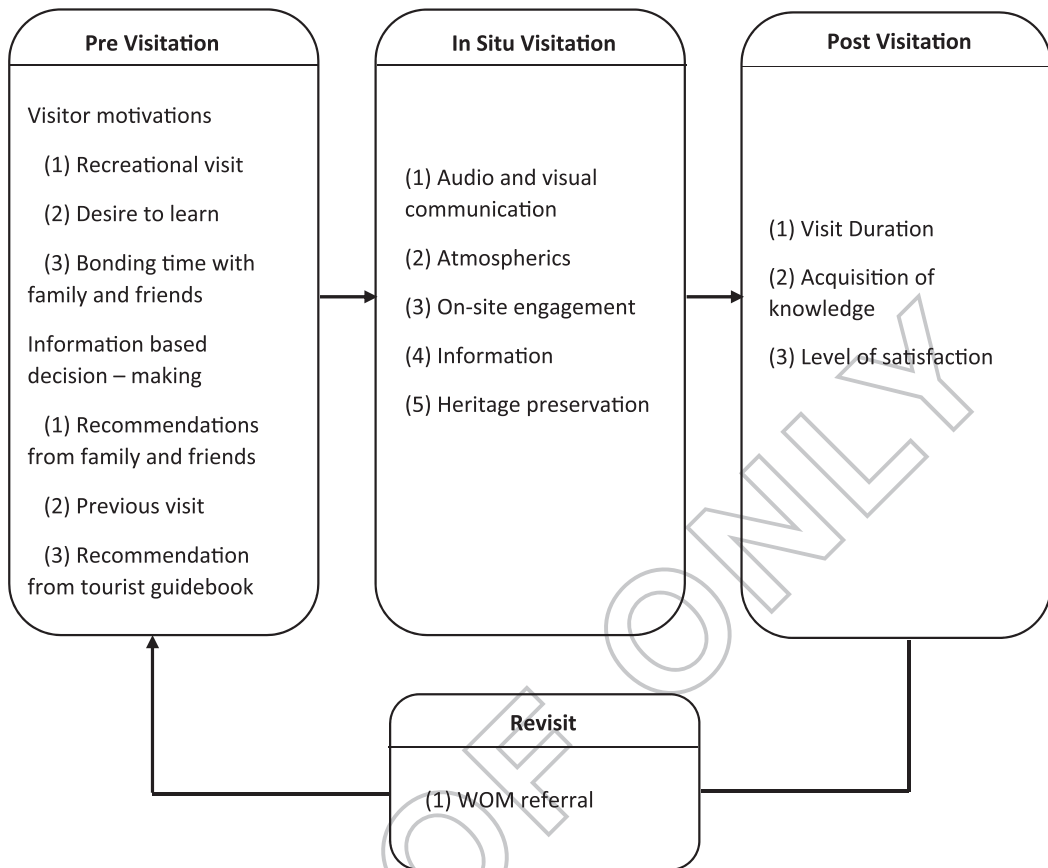 Pre Visitation
Visitor motivations
(1) Recreational visit
(2) Desire to learn
(3) Bonding time with
family and friends
Information based
decision – making
(1) Recommendations
from family and friends
(2) Previous visit
(3) Recommendation
from tourist guidebook
In Situ Visitation
(1) Audio and visual
communication
(2) Atmospherics
(3) On-site engagement
(4) Information
(5) Heritage preservation
Post Visitation
(1) Visit Duration
(2) Acquisition of
knowledge
(3) Level of satisfaction
Revisit
(1) WOM referral
OF ONLY